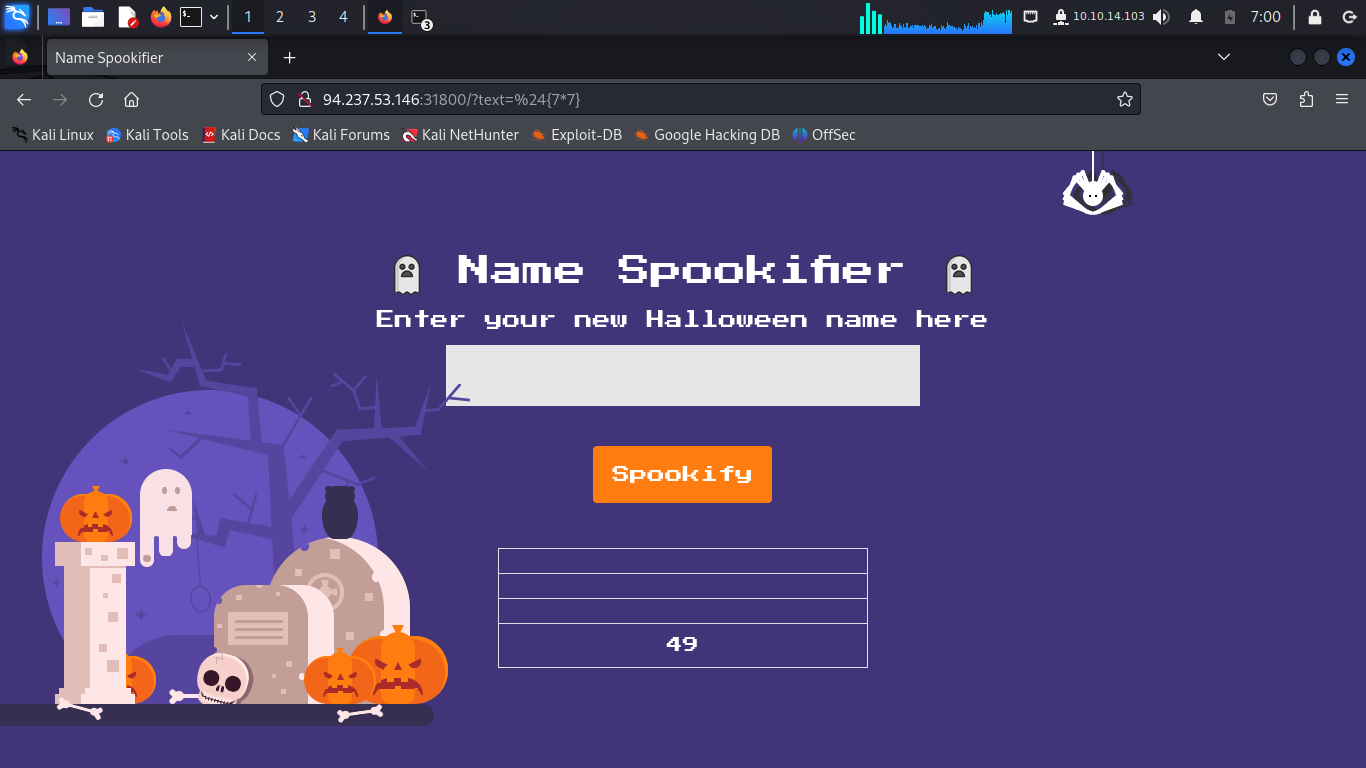 1 2 3 4 3 10.10.14.103 7:00
Name Spookifier
94.237.53.146:31800/?text=%24{7*7}
Kali Linux Kali Tools Kali Docs Kali Forums Kali NetHunter Exploit-DB Google Hacking DB OffSec
Name Spookifier
Enter your new Halloween name here
Spookify
49